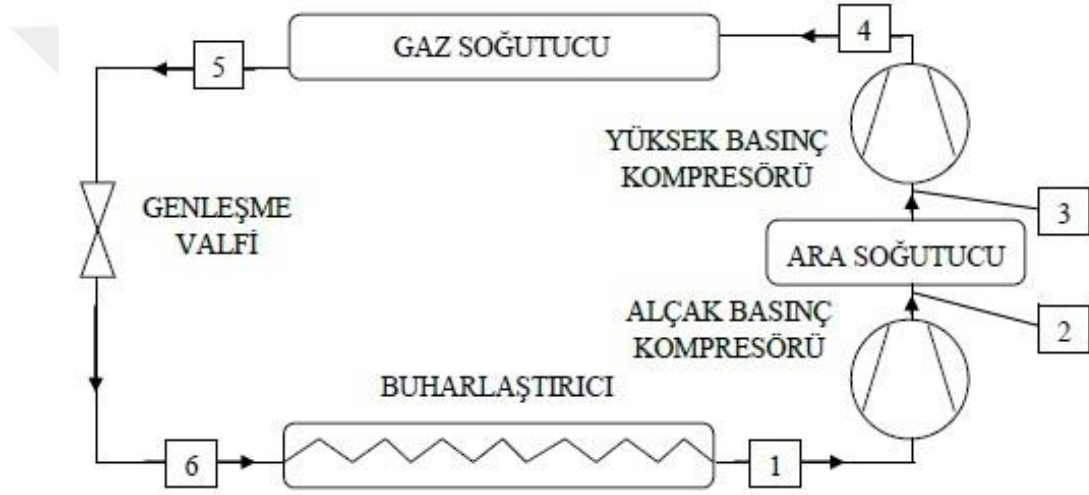 GAZ SOĞUTUCU
4
5
YÜKSEK BASINÇ
KOMPRESÖRÜ
3
GENLEŞME
VALFİ
ARA SOĞUTUCU
ALÇAK BASINÇ
KOMPRESÖRÜ
2
BUHARLAŞTIRICI
6
1